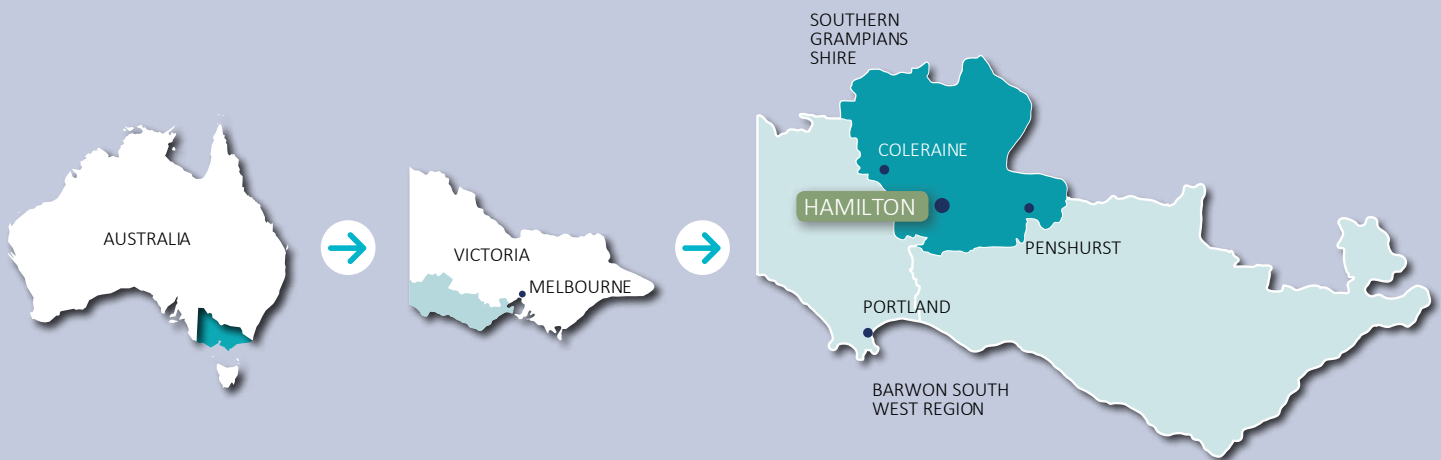 AUSTRALIA
VICTORIA
MELBOURNE
SOUTHERN
GRAMPIANS
SHIRE
COLERAINE
HAMILTON
PENSHURST
PORTLAND
BARWON SOUTH
WEST REGION